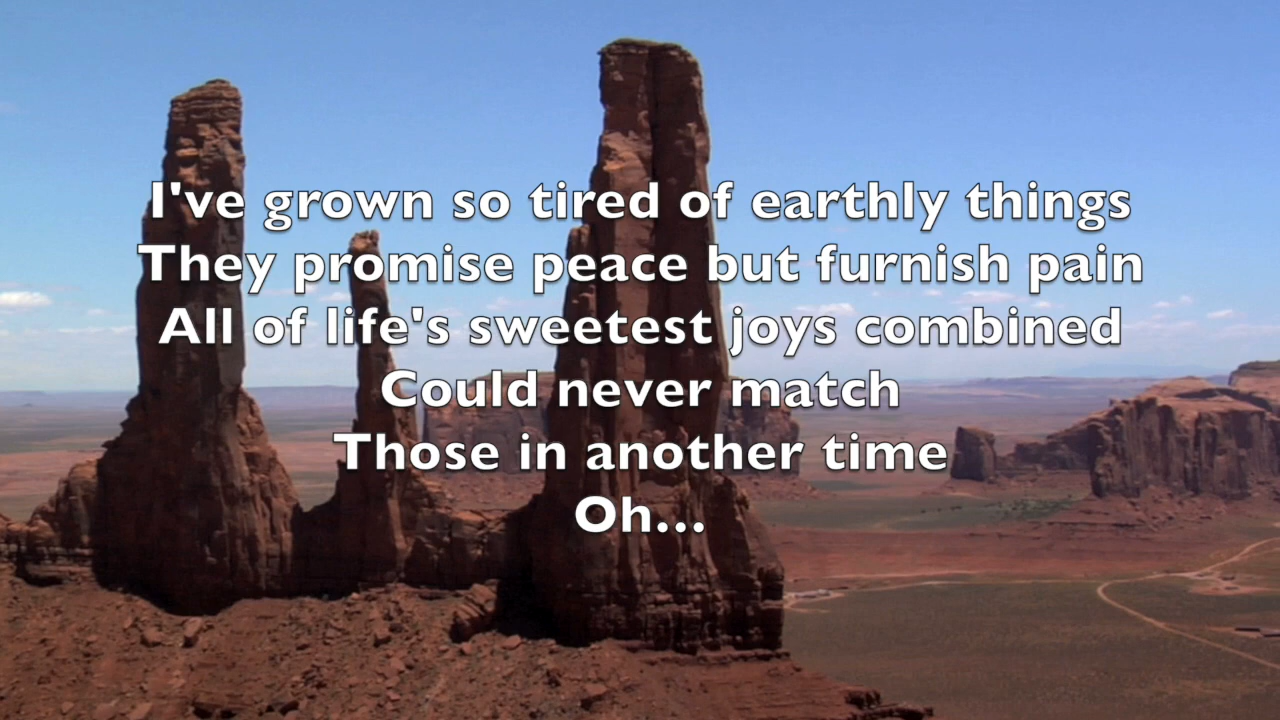 I've grown so tired of earthly things
They promise peace but furnish pain
All of life's sweetest joys combined
Could never match
Those in another time
Oh...